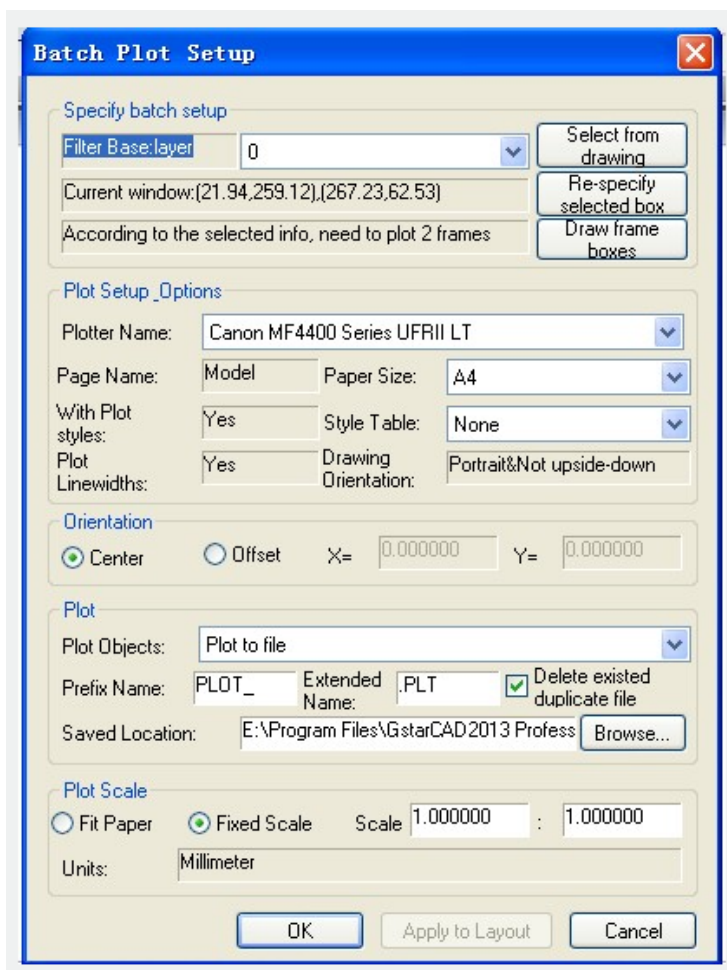 Batch Plot Setup
Specify batch setup
Filter Base:layer 0 Select from
drawing
Current window:(21.94,259.12),(267.23,62.53) Re-specify
selected box
According to the selected info, need to plot 2 frames Draw frame
boxes
Plot Setup_Options
Plotter Name: Canon MF4400 Series UFRII LT
Page Name: Model Paper Size: A4
With Plot
styles: Yes Style Table: None
Plot
Linewidths: Yes Drawing
Orientation: Portrait&Not upside-down
Orientation
Center Offset X= 0.000000 Y= 0.000000
Plot
Plot Objects: Plot to file
Prefix Name: PLOT_ Extended
Name: .PLT Delete existed
duplicate file
Saved Location: E:\Program Files\GstarCAD2013 Profess Browse...
Plot Scale
Fit Paper Fixed Scale Scale 1.000000 : 1.000000
Units: Millimeter
OK Apply to Layout Cancel